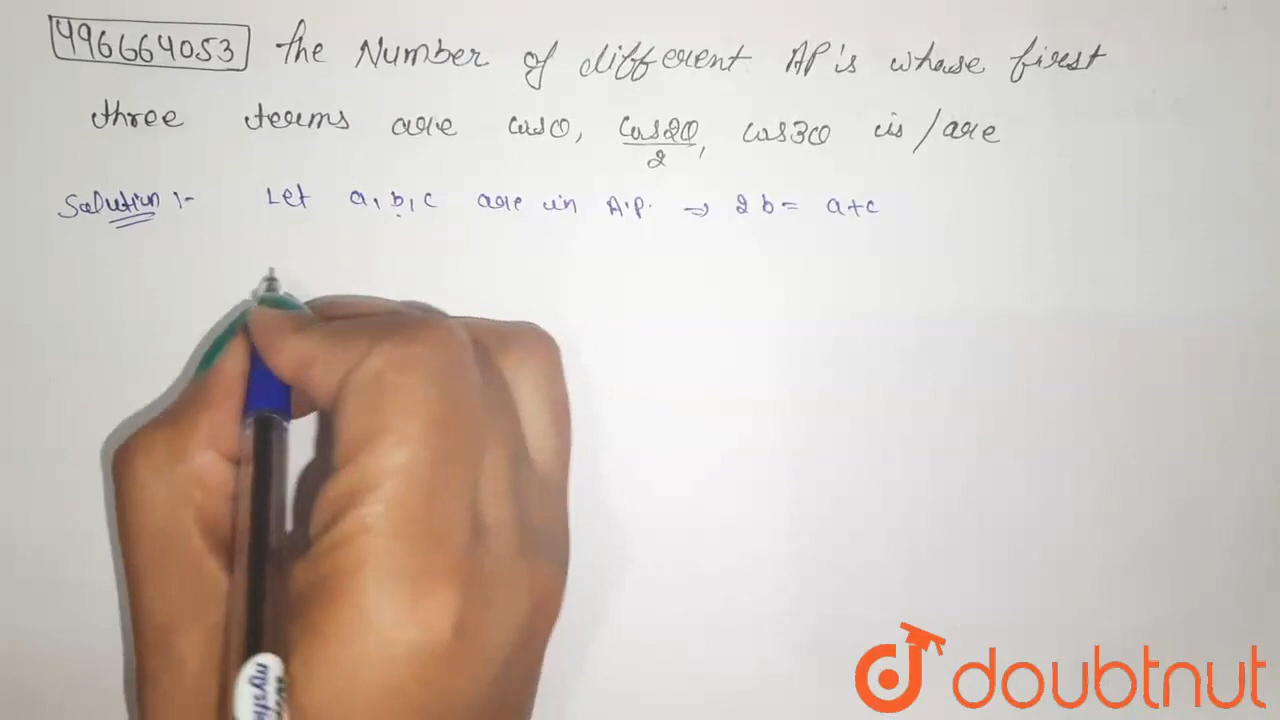 496664053 The Number of different AP's whose first
three terms are cosθ, cos2θ/2, cos3θ is/are
Solution :- Let a, b, c are in A.P. ⇒ 2b = a+c
mystic
doubtnut